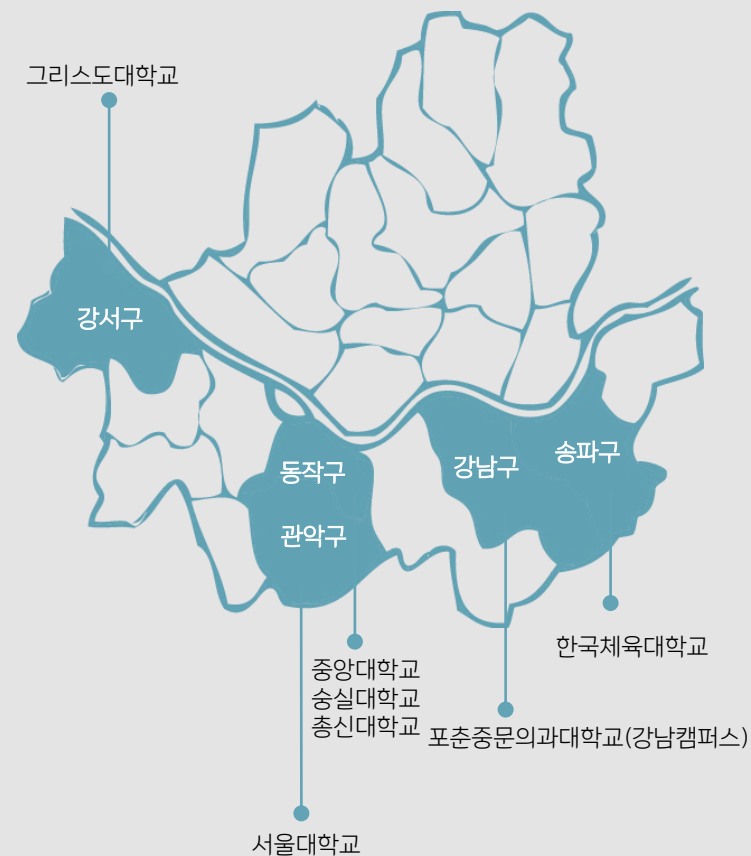 그리스도대학교
강서구
동작구
강남구
송파구
관악구
한국체육대학교
중앙대학교
숭실대학교
총신대학교
포춘중문의과대학교(강남캠퍼스)
서울대학교